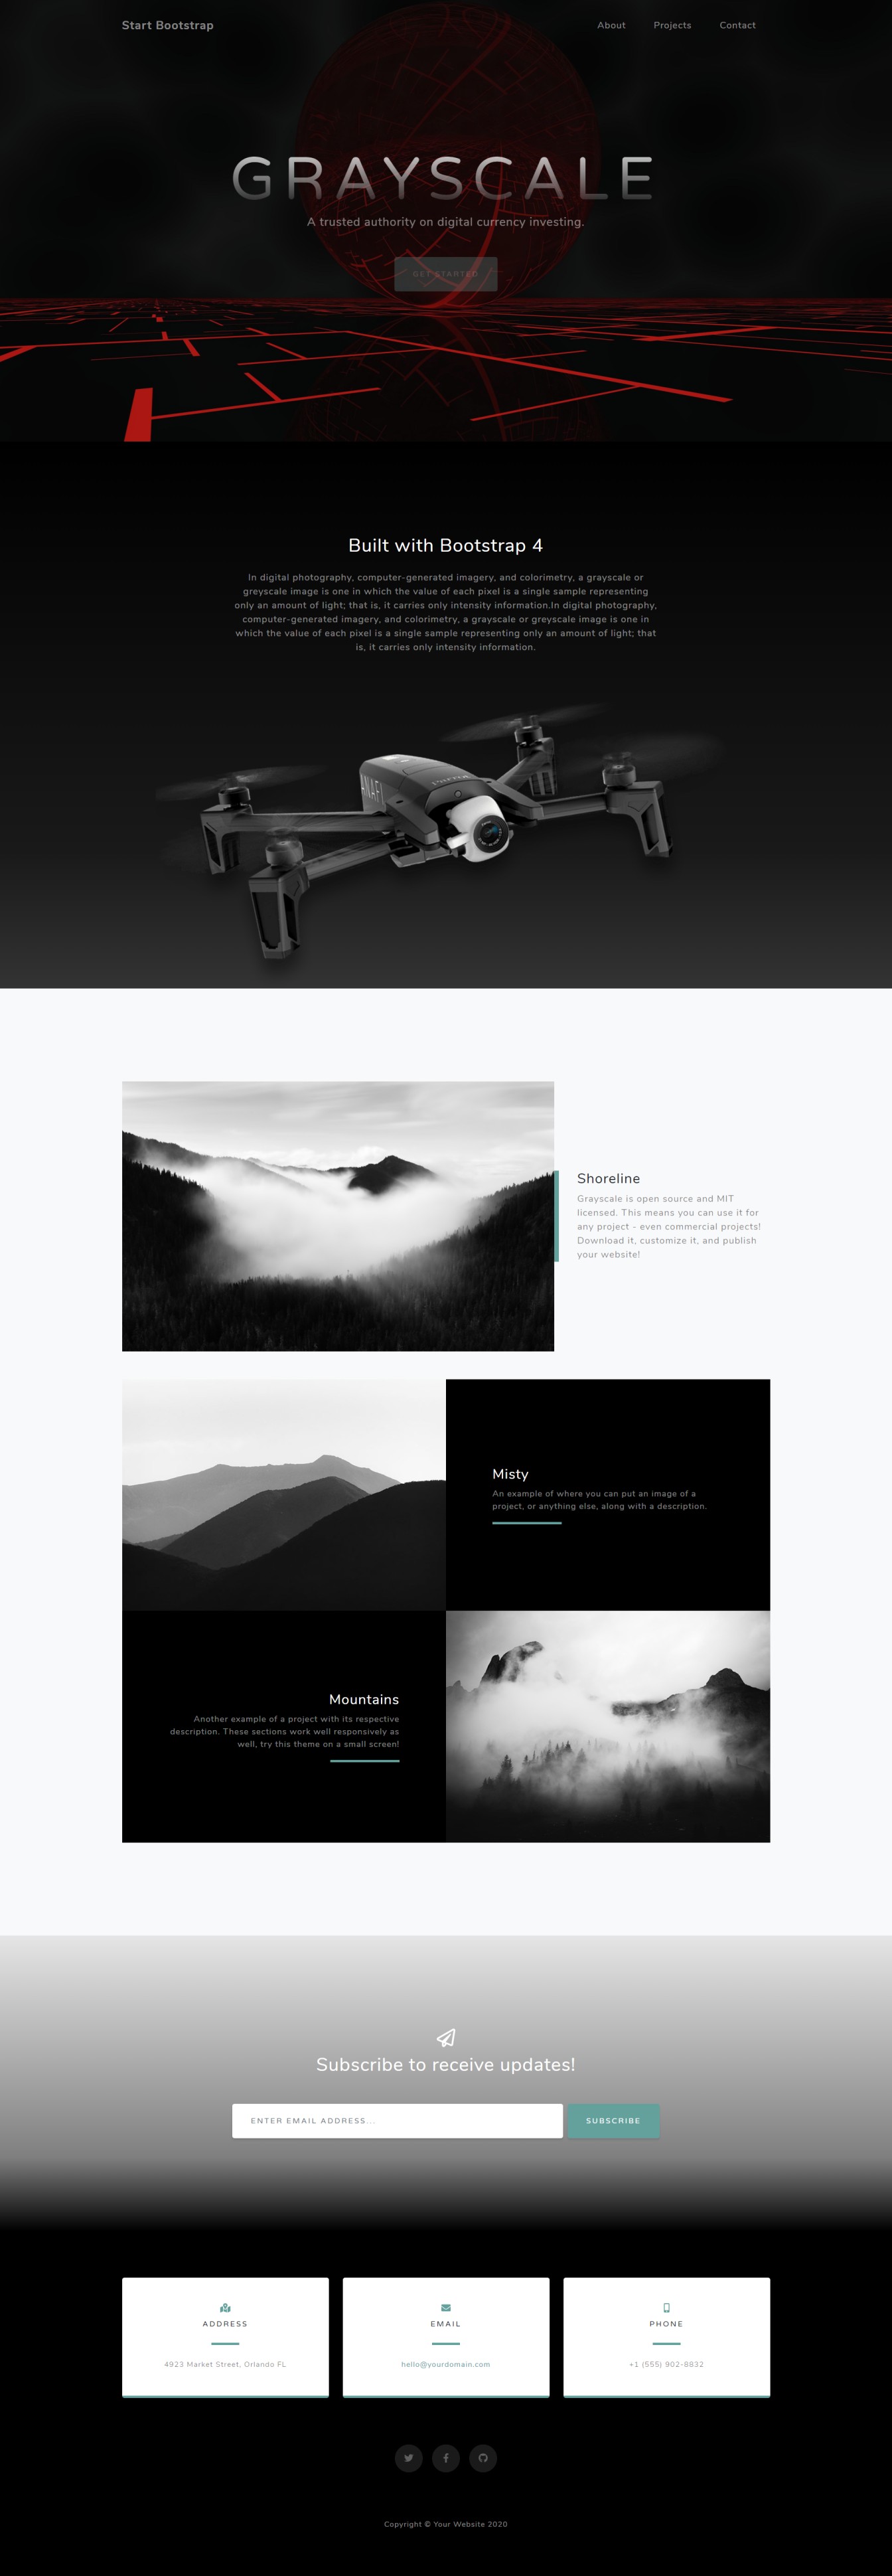 Start Bootstrap
About
Projects
Contact
GRAYSCALE
A trusted authority on digital currency investing.
GET STARTED
Built with Bootstrap 4
In digital photography, computer-generated imagery, and colorimetry, a grayscale or
greyscale image is one in which the value of each pixel is a single sample representing
only an amount of light; that is, it carries only intensity information.In digital photography,
computer-generated imagery, and colorimetry, a grayscale or greyscale image is one in
which the value of each pixel is a single sample representing only an amount of light; that
is, it carries only intensity information.
ANAFI
Shoreline
Grayscale is open source and MIT
licensed. This means you can use it for
any project - even commercial projects!
Download it, customize it, and publish
your website!
Misty
An example of where you can put an image of a
project, or anything else, along with a description.
Mountains
Another example of a project with its respective
description. These sections work well responsively as
well, try this theme on a small screen!
Subscribe to receive updates!
ENTER EMAIL ADDRESS...
SUBSCRIBE
ADDRESS
4923 Market Street, Orlando FL
EMAIL
hello@yourdomain.com
PHONE
+1 (555) 902-8832
Copyright © Your Website 2020